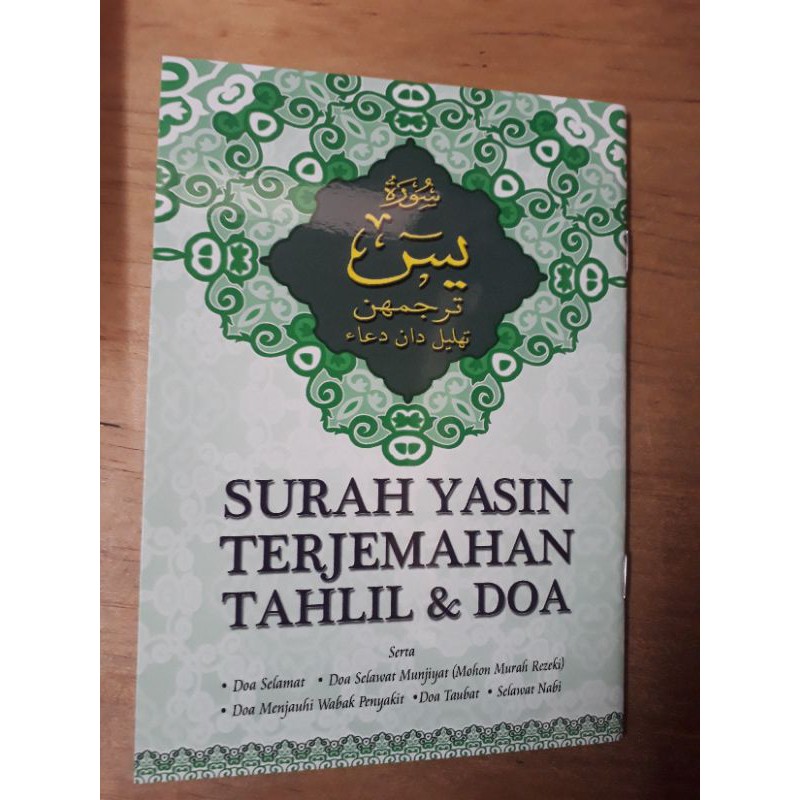 سورة
يس
ترجمهن
تهليل دان دعاء
SURAH YASIN
TERJEMAHAN
TAHLIL & DOA
Serta
• Doa Selamat • Doa Selawat Munjiyat (Mohon Murah Rezeki)
• Doa Menjauhi Wabak Penyakit • Doa Taubat • Selawat Nabi